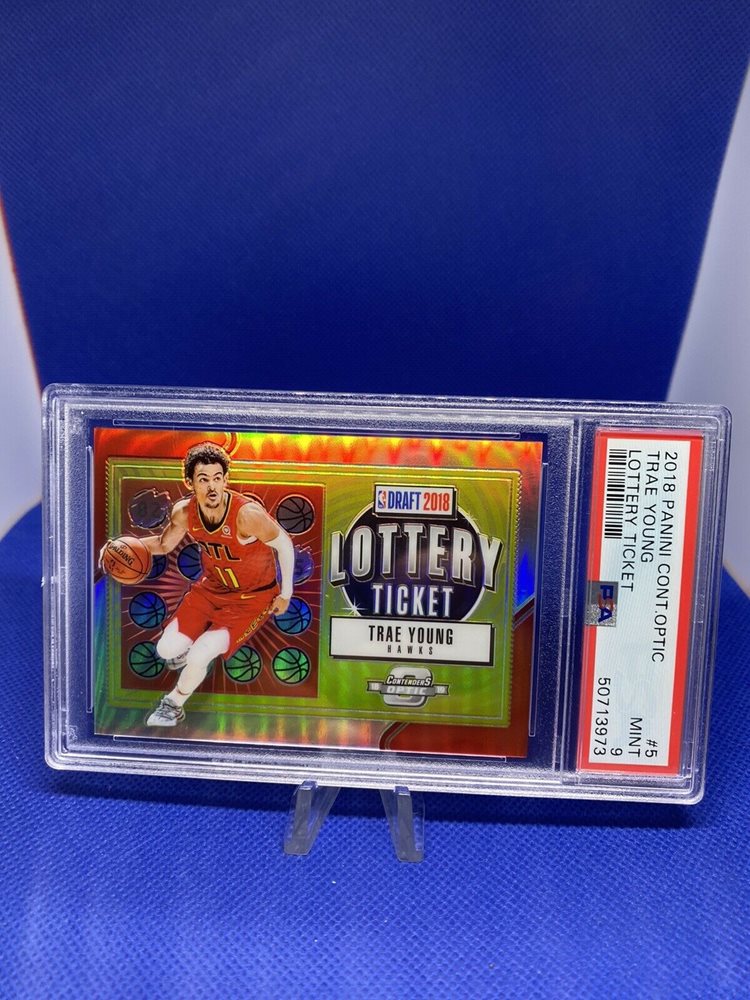 DRAFT 2018
LOTTERY
TICKET
TRAE YOUNG
HAWKS
CONTENDERS
OPTIC
SPALDING
ATL
11
2018 PANINI CONT.OPTIC
TRAE YOUNG
LOTTERY TICKET
#5
MINT
9
PSA
50713973